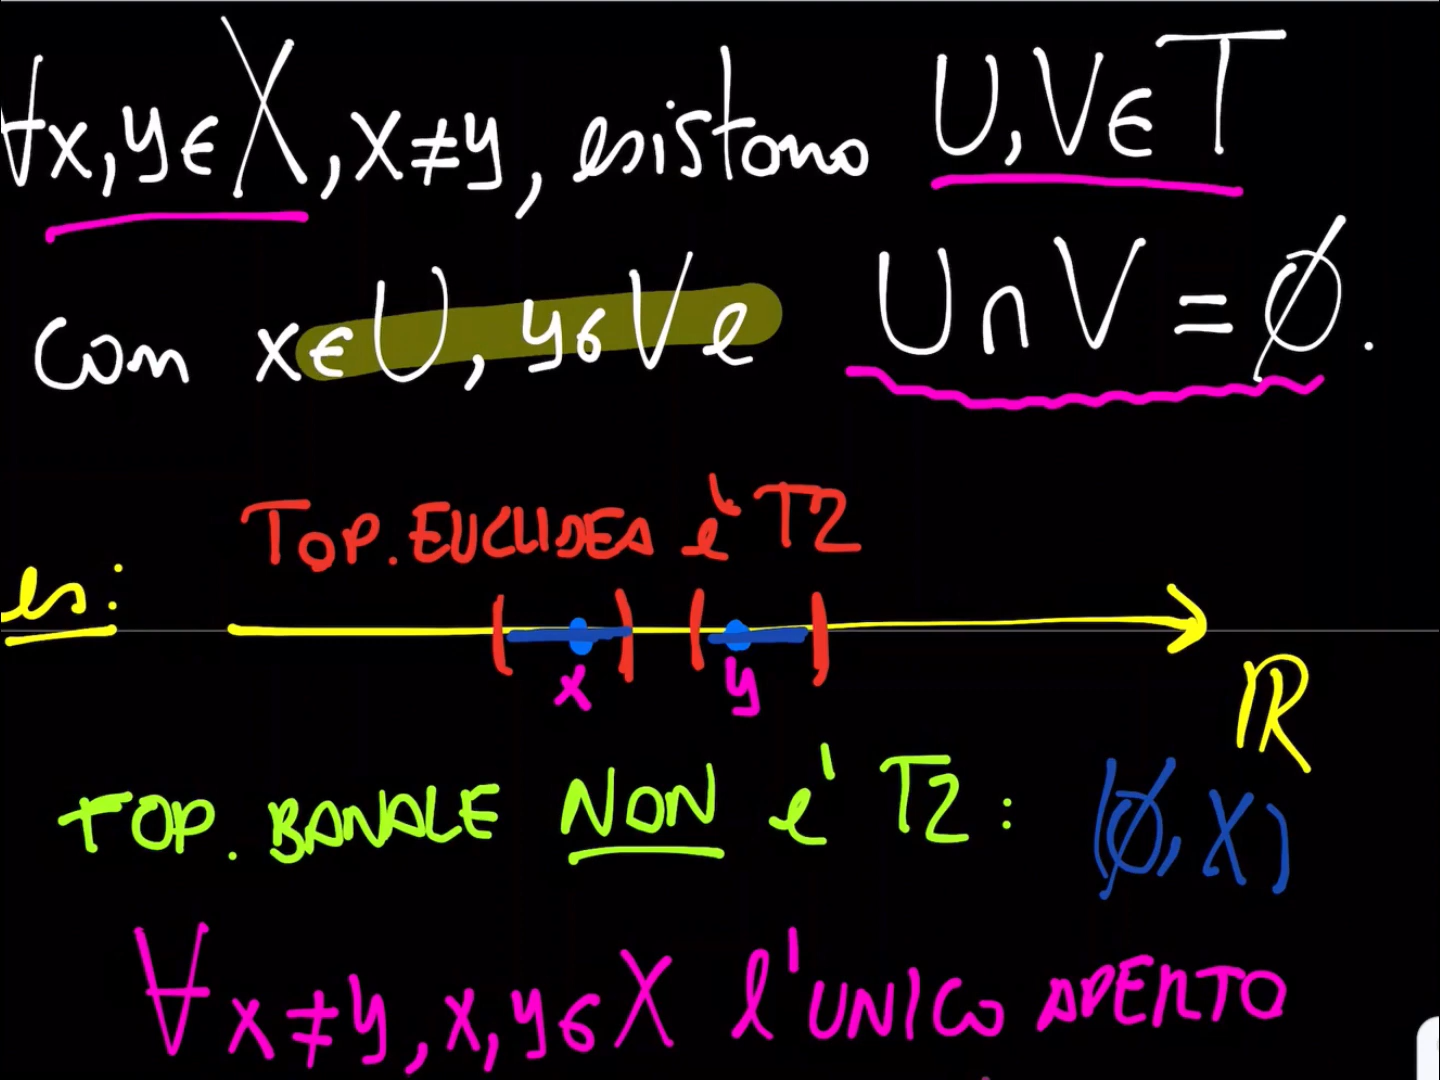 ∀x,y∈X, x≠y, esistono U,V∈T
con x∈U, y∈V e U∩V=∅.
TOP. EUCLIDEA e' T2
es:
( ) ( )
x y
ℝ
TOP. BANALE NON e' T2: (∅,X)
∀x≠y, x,y∈X l'UNICO APERTO